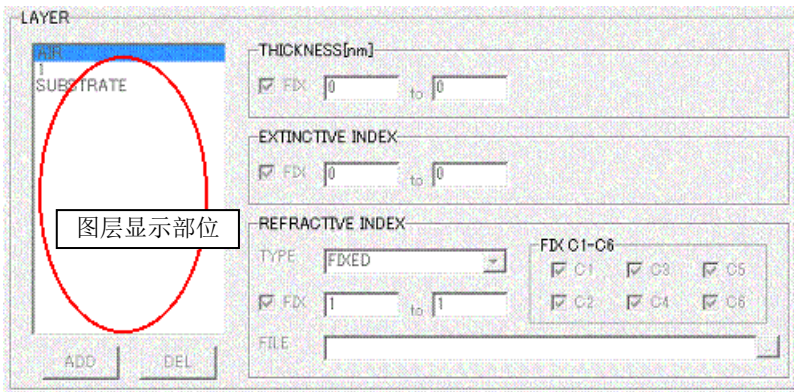 LAYER
AIR
1
SUBSTRATE
图层显示部位
ADD DEL
THICKNESS[nm]
FIX 0 to 0
EXTINCTIVE INDEX
FIX 0 to 0
REFRACTIVE INDEX
TYPE FIXED
FIX 1 to 1
FIX C1-C6
C1 C3 C5
C2 C4 C6
FILE